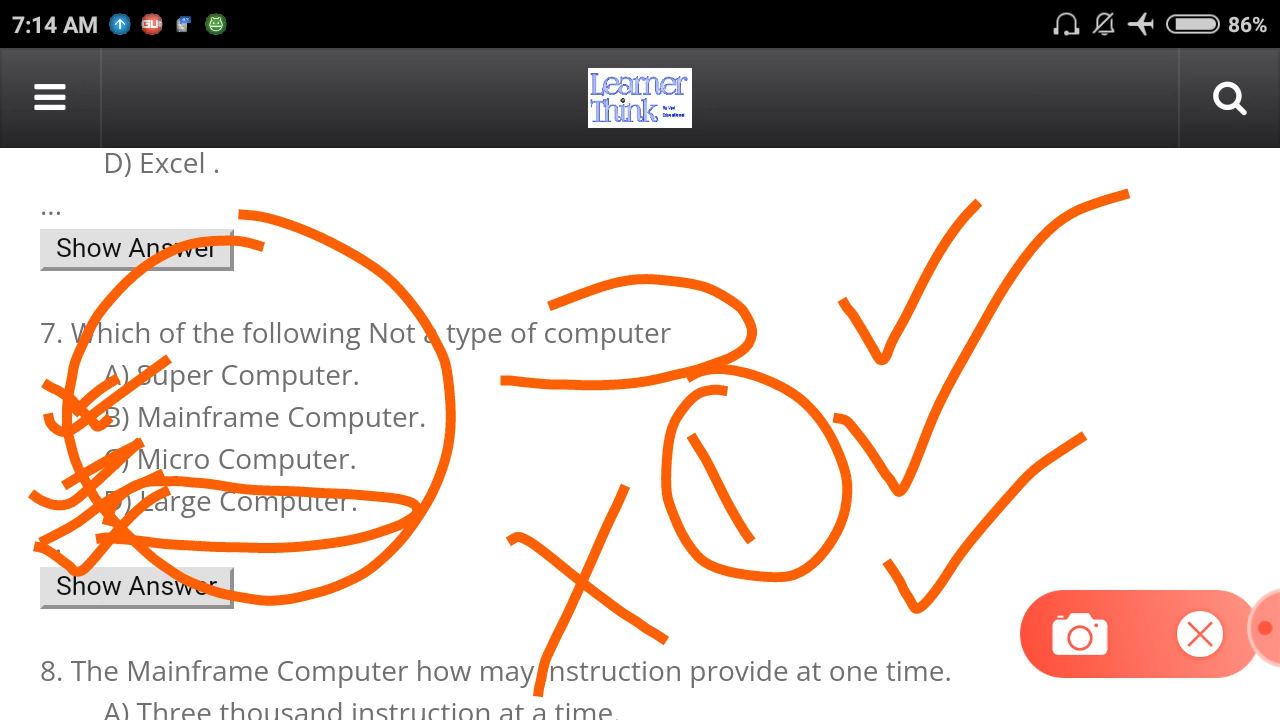 7:14 AM
86%
Learner
Think
D) Excel .
...
Show Answer
7. Which of the following Not a type of computer
A) Super Computer.
B) Mainframe Computer.
C) Micro Computer.
D) Large Computer.
Show Answer
8. The Mainframe Computer how may instruction provide at one time.
A) Three thousand instruction at a time.